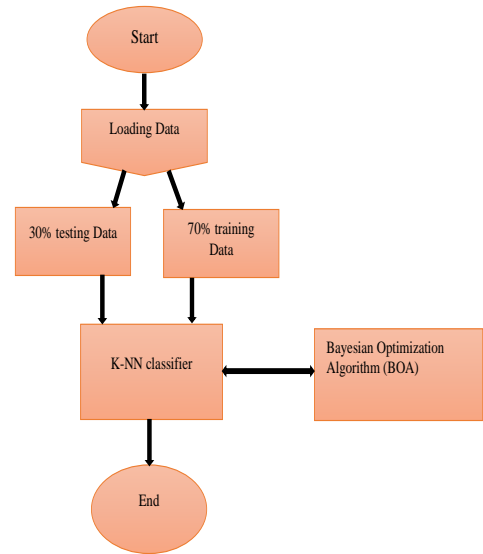 Start
Loading Data
30% testing Data
70% training
Data
K-NN classifier
Bayesian Optimization
Algorithm (BOA)
End